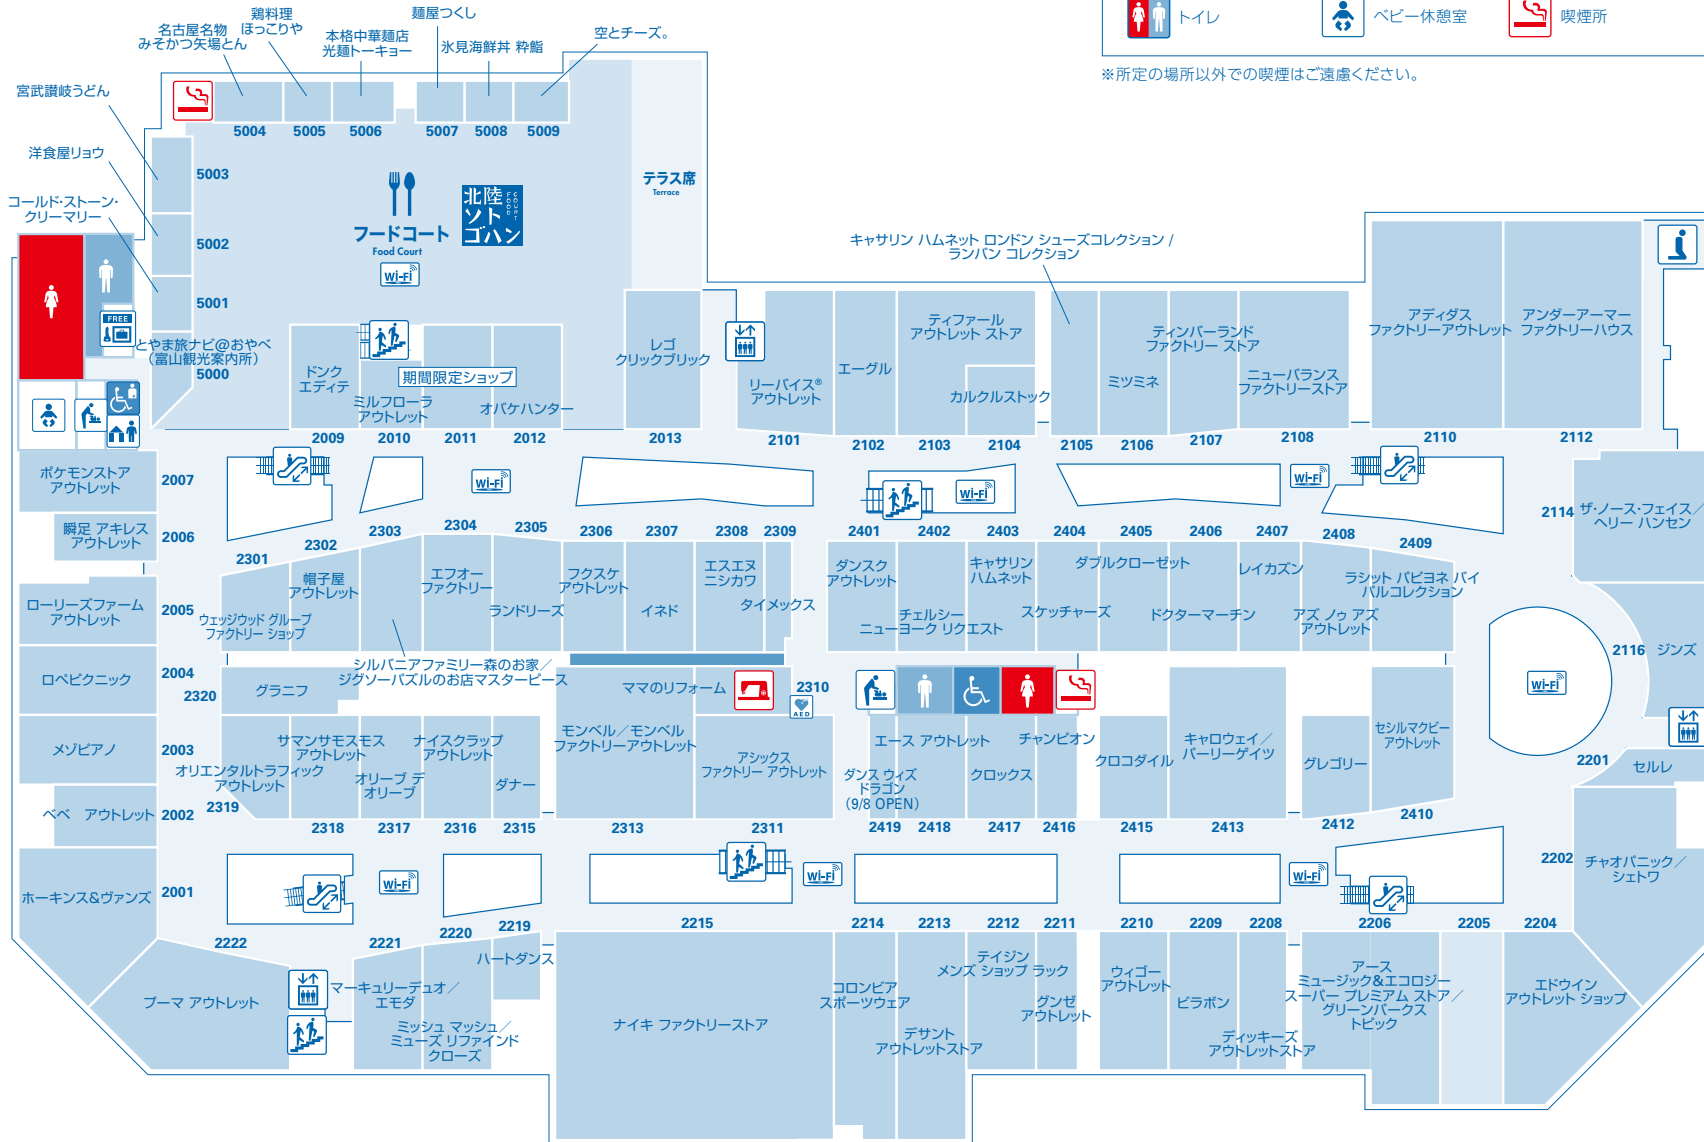 トイレ
ベビー休憩室
喫煙所
※所定の場所以外での喫煙はご遠慮ください。
名古屋名物
みそかつ矢場とん
鶏料理
ほっこりや
本格中華麺店
光麺トーキョー
麺屋つくし
氷見海鮮丼 粋鮨
空とチーズ。
宮武讃岐うどん
洋食屋リョウ
コールド・ストーン・
クリーマリー
5004
5005
5006
5007
5008
5009
5003
5002
5001
5000
フードコート
Food Court
北陸
ソト
ゴハン
FOOD
COURT
Wi-Fi
テラス席
Terrace
FREE
とやま旅ナビ@おやべ
（富山観光案内所）
ドンク
エディテ
ミルフローラ
アウトレット
期間限定ショップ
オバケハンター
レゴ
クリックブリック
2009
2010
2011
2012
2013
キャサリン ハムネット ロンドン シューズコレクション /
ランバン コレクション
リーバイス®
アウトレット
エーグル
ティファール
アウトレット ストア
カルクルストック
ミツミネ
ティンバーランド
ファクトリー ストア
ニューバランス
ファクトリーストア
アディダス
ファクトリーアウトレット
アンダーアーマー
ファクトリーハウス
2101
2102
2103
2104
2105
2106
2107
2108
2110
2112
ポケモンストア
アウトレット
2007
瞬足 アキレス
アウトレット
2006
ローリーズファーム
アウトレット
2005
ロペピクニック
2004
メゾピアノ
2003
べべ アウトレット
2002
ホーキンス&ヴァンズ
2001
Wi-Fi
Wi-Fi
Wi-Fi
2114
ザ・ノース・フェイス／
ヘリー ハンセン
2301
2302
2303
2304
2305
2306
2307
2308
2309
2401
2402
2403
2404
2405
2406
2407
2408
2409
ウェッジウッド グループ
ファクトリー ショップ
帽子屋
アウトレット
エフオー
ファクトリー
ランドリーズ
フクスケ
アウトレット
イネド
エスエヌ
ニシカワ
タイメックス
ダンスク
アウトレット
チェルシー
ニューヨーク リクエスト
キャサリン
ハムネット
スケッチャーズ
ダブルクローゼット
ドクターマーチン
レイカズン
アズ ノゥ アズ
アウトレット
ラシット パピヨネ バイ
パルコレクション
シルバニアファミリー森のお家／
ジグソーパズルのお店マスターピース
2116
ジンズ
Wi-Fi
2320
グラニフ
ママのリフォーム
2310
AED
オリエンタルトラフィック
アウトレット
サマンサモスモス
アウトレット
オリーブ デ
オリーブ
ナイスクラップ
アウトレット
ダナー
モンベル／モンベル
ファクトリーアウトレット
アシックス
ファクトリー アウトレット
ダンス ウィズ
ドラゴン
（9/8 OPEN）
エース アウトレット
クロックス
チャンピオン
クロコダイル
キャロウェイ／
パーリーゲイツ
グレゴリー
セシルマクビー
アウトレット
2201
セルレ
2319
2318
2317
2316
2315
2313
2311
2419
2418
2417
2416
2415
2413
2412
2410
Wi-Fi
Wi-Fi
Wi-Fi
2202
チャオパニック／
シェトワ
2222
2221
2220
2219
2215
2214
2213
2212
2211
2210
2209
2208
2206
2205
2204
プーマ アウトレット
マーキュリーデュオ／
エモダ
ミッシュ マッシュ／
ミューズ リファインド
クローズ
ハートダンス
ナイキ ファクトリーストア
コロンビア
スポーツウェア
デサント
アウトレットストア
テイジン
メンズ ショップ ラック
グンゼ
アウトレット
ウィゴー
アウトレット
ビラボン
ディッキーズ
アウトレットストア
アース
ミュージック&エコロジー
スーパー プレミアム ストア／
グリーンパークス
トピック
エドウイン
アウトレット ショップ